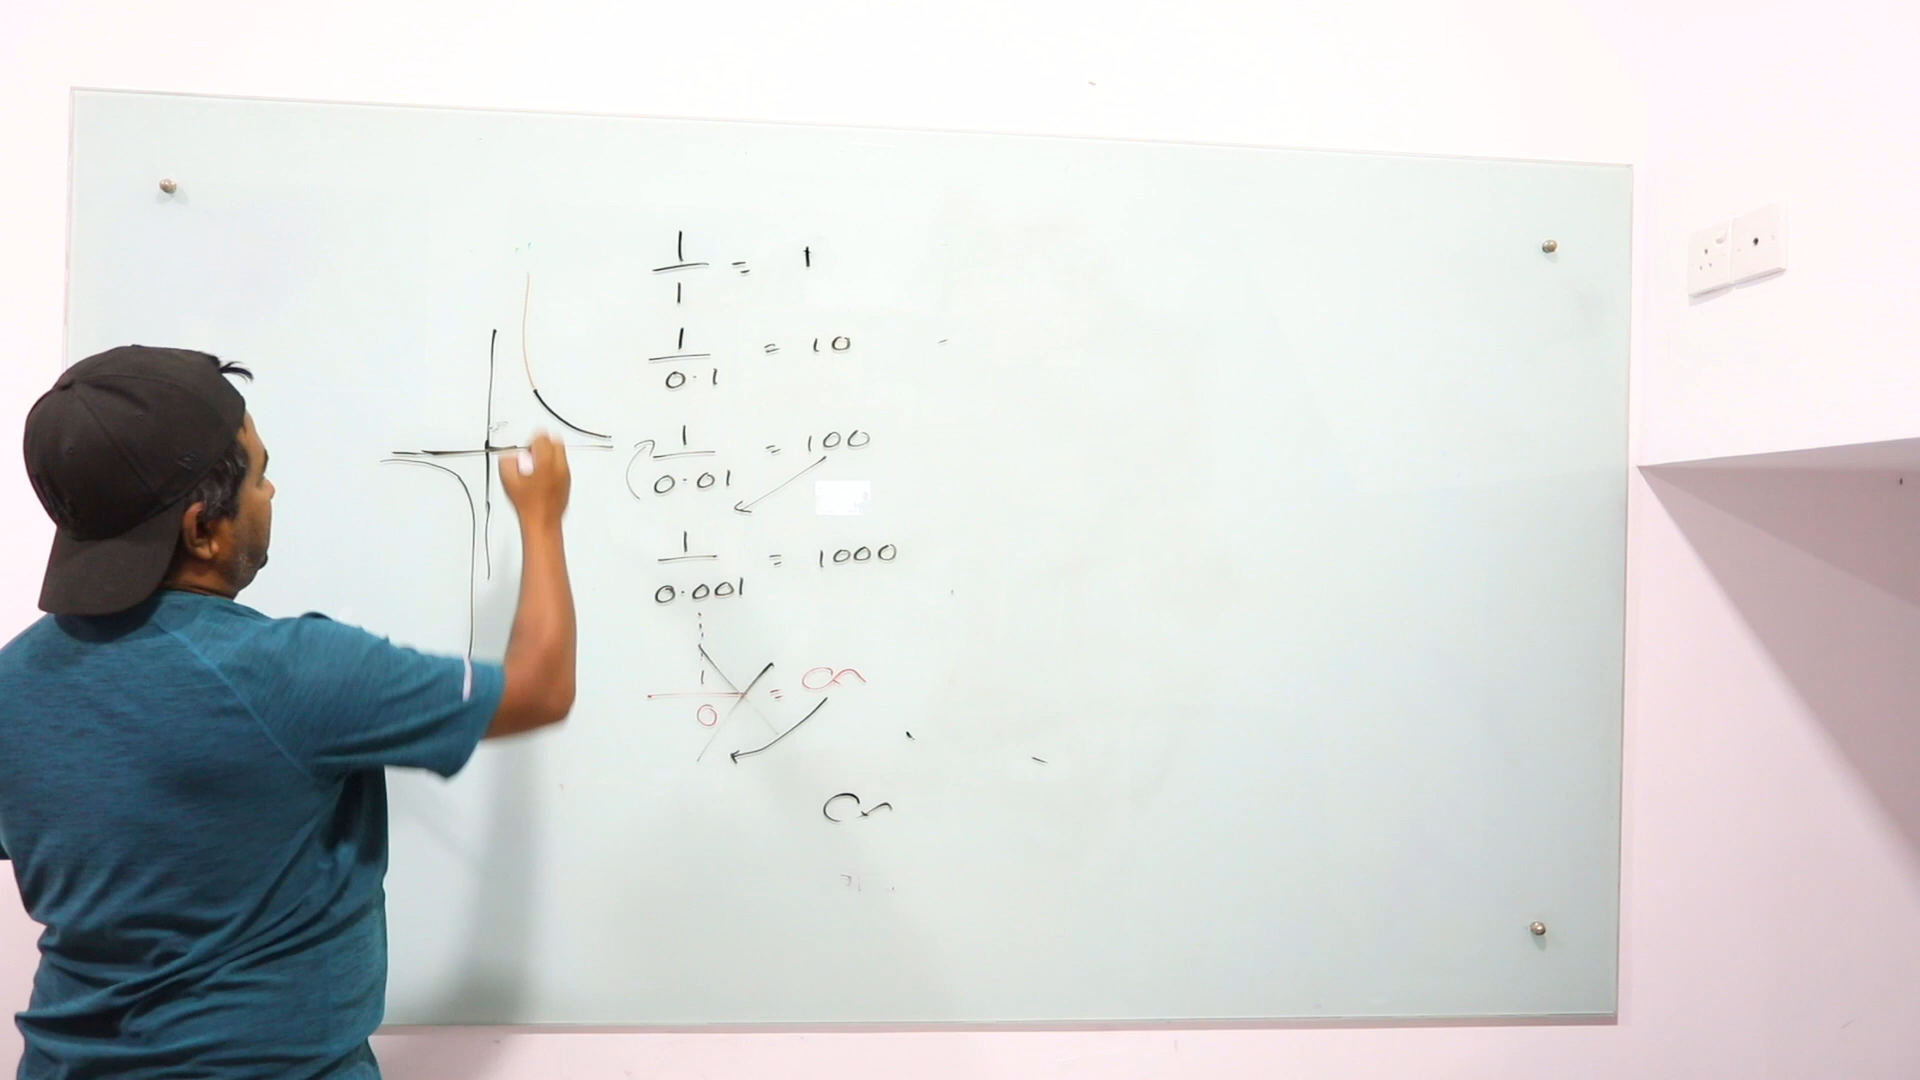 1/1 = 1
1/0.1 = 10
1/0.01 = 100
1/0.001 = 1000
1/0 = ∞
∞